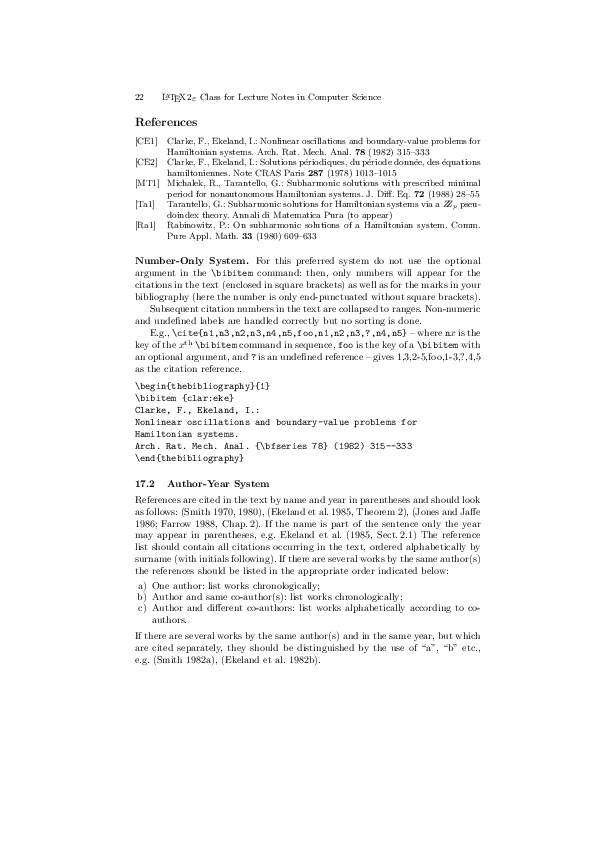 22 LATEX2ε Class for Lecture Notes in Computer Science
References
[CE1] Clarke, F., Ekeland, I.: Nonlinear oscillations and boundary-value problems for
Hamiltonian systems. Arch. Rat. Mech. Anal. 78 (1982) 315–333
[CE2] Clarke, F., Ekeland, I.: Solutions périodiques, du période donnée, des équations
hamiltoniennes. Note CRAS Paris 287 (1978) 1013–1015
[MT1] Michalek, R., Tarantello, G.: Subharmonic solutions with prescribed minimal
period for nonautonomous Hamiltonian systems. J. Diff. Eq. 72 (1988) 28–55
[Ta1] Tarantello, G.: Subharmonic solutions for Hamiltonian systems via a ℤp pseu-
doindex theory. Annali di Matematica Pura (to appear)
[Ra1] Rabinowitz, P.: On subharmonic solutions of a Hamiltonian system. Comm.
Pure Appl. Math. 33 (1980) 609–633
Number-Only System. For this preferred system do not use the optional
argument in the \bibitem command: then, only numbers will appear for the
citations in the text (enclosed in square brackets) as well as for the marks in your
bibliography (here the number is only end-punctuated without square brackets).
Subsequent citation numbers in the text are collapsed to ranges. Non-numeric
and undefined labels are handled correctly but no sorting is done.
E.g., \cite{n1,n3,n2,n3,n4,n5,foo,n1,n2,n3,?,n4,n5} – where nx is the
key of the xth \bibitem command in sequence, foo is the key of a \bibitem with
an optional argument, and ? is an undefined reference – gives 1,3,2-5,foo,1-3,?,4,5
as the citation reference.
\begin{thebibliography}{1}
\bibitem {clar:eke}
Clarke, F., Ekeland, I.:
Nonlinear oscillations and boundary-value problems for
Hamiltonian systems.
Arch. Rat. Mech. Anal. {\bfseries 78} (1982) 315--333
\end{thebibliography}
17.2 Author-Year System
References are cited in the text by name and year in parentheses and should look
as follows: (Smith 1970, 1980), (Ekeland et al. 1985, Theorem 2), (Jones and Jaffe
1986; Farrow 1988, Chap. 2). If the name is part of the sentence only the year
may appear in parentheses, e.g. Ekeland et al. (1985, Sect. 2.1) The reference
list should contain all citations occurring in the text, ordered alphabetically by
surname (with initials following). If there are several works by the same author(s)
the references should be listed in the appropriate order indicated below:
a) One author: list works chronologically;
b) Author and same co-author(s): list works chronologically;
c) Author and different co-authors: list works alphabetically according to co-
authors.
If there are several works by the same author(s) and in the same year, but which
are cited separately, they should be distinguished by the use of “a”, “b” etc.,
e.g. (Smith 1982a), (Ekeland et al. 1982b).